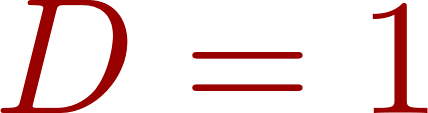 D = 1